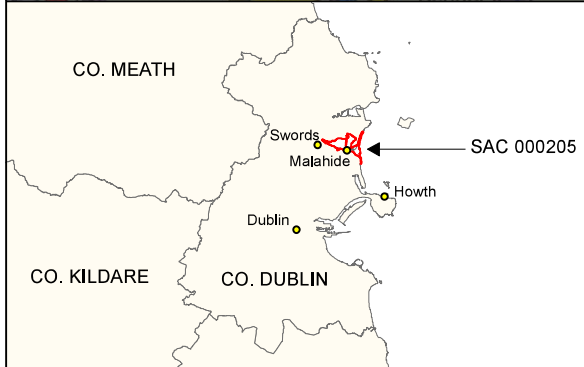 CO. MEATH
Swords
Malahide
SAC 000205
Howth
Dublin
CO. KILDARE
CO. DUBLIN